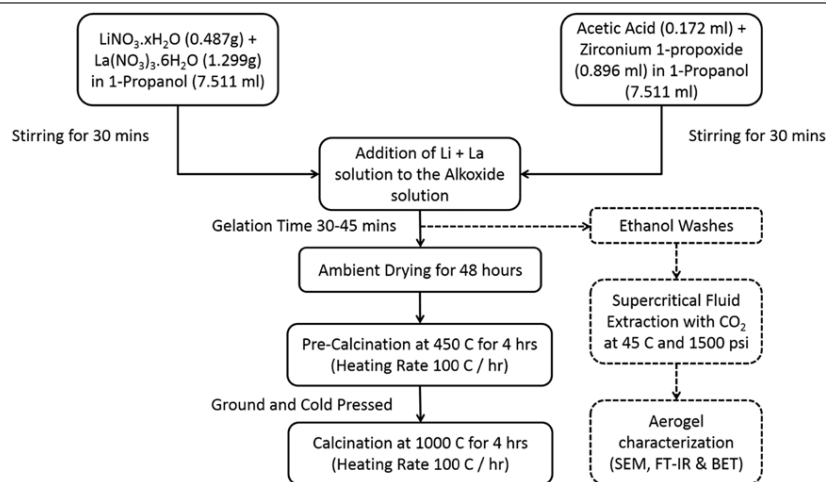 LiNO₃.xH₂O (0.487g) +
La(NO₃)₃.6H₂O (1.299g)
in 1-Propanol (7.511 ml)
Acetic Acid (0.172 ml) +
Zirconium 1-propoxide
(0.896 ml) in 1-Propanol
(7.511 ml)
Stirring for 30 mins
Stirring for 30 mins
Addition of Li + La
solution to the Alkoxide
solution
Gelation Time 30-45 mins
Ethanol Washes
Ambient Drying for 48 hours
Supercritical Fluid
Extraction with CO₂
at 45 C and 1500 psi
Pre-Calcination at 450 C for 4 hrs
(Heating Rate 100 C / hr)
Ground and Cold Pressed
Calcination at 1000 C for 4 hrs
(Heating Rate 100 C / hr)
Aerogel
characterization
(SEM, FT-IR & BET)